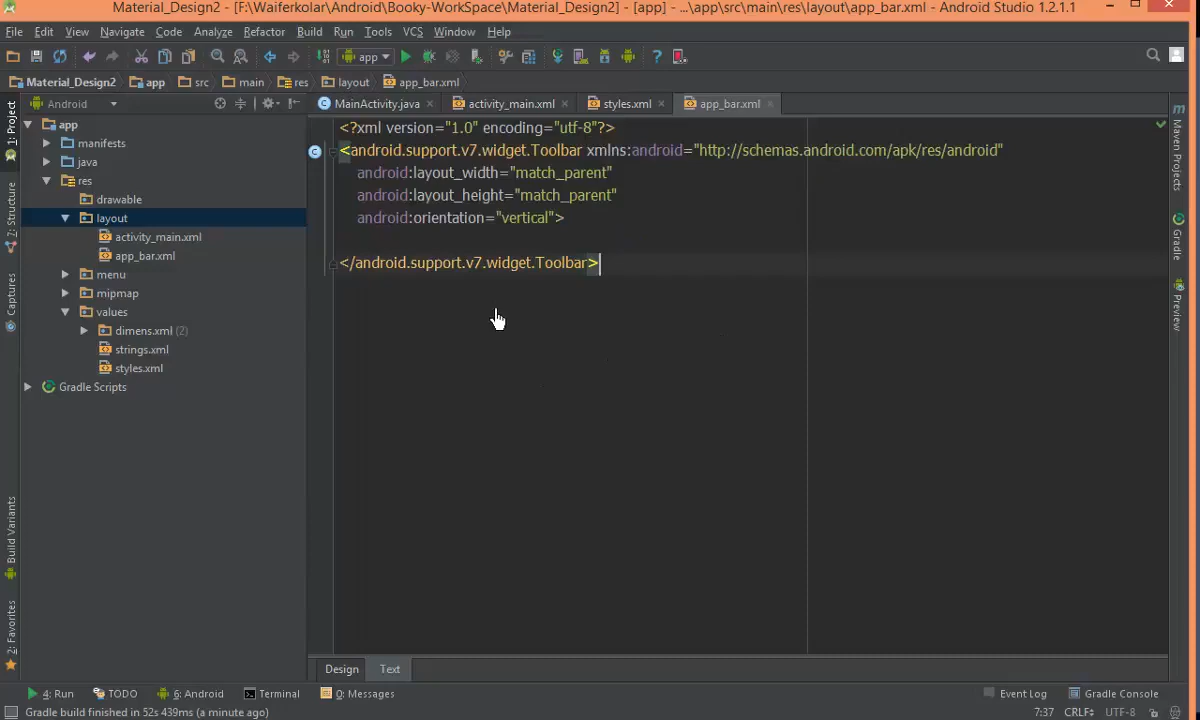 Material_Design2 - [F:\Waiferkolar\Android\Booky-WorkSpace\Material_Design2] - [app] - ...\app\src\main\res\layout\app_bar.xml - Android Studio 1.2.1.1
File Edit View Navigate Code Analyze Refactor Build Run Tools VCS Window Help
app
Material_Design2 app src main res layout app_bar.xml
Android
MainActivity.java activity_main.xml styles.xml app_bar.xml
1: Project
Z: Structure
Captures
Build Variants
2: Favorites
app
manifests
java
res
drawable
layout
activity_main.xml
app_bar.xml
menu
mipmap
values
dimens.xml (2)
strings.xml
styles.xml
Gradle Scripts
<?xml version="1.0" encoding="utf-8"?>
<android.support.v7.widget.Toolbar xmlns:android="http://schemas.android.com/apk/res/android"
android:layout_width="match_parent"
android:layout_height="match_parent"
android:orientation="vertical">
</android.support.v7.widget.Toolbar>
Maven Projects
Gradle
Preview
Design Text
4: Run TODO 6: Android Terminal 0: Messages Event Log Gradle Console
Gradle build finished in 52s 439ms (a minute ago) 7:37 CRLF UTF-8